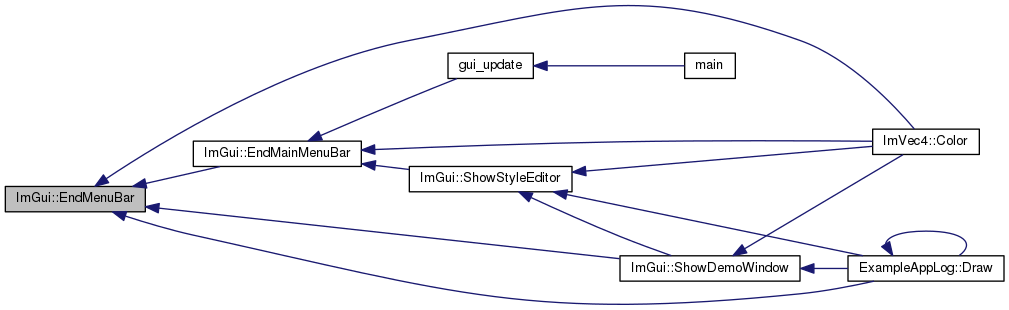 gui_update
main
ImVec4::Color
ImGui::EndMainMenuBar
ImGui::ShowStyleEditor
ImGui::EndMenuBar
ImGui::ShowDemoWindow
ExampleAppLog::Draw